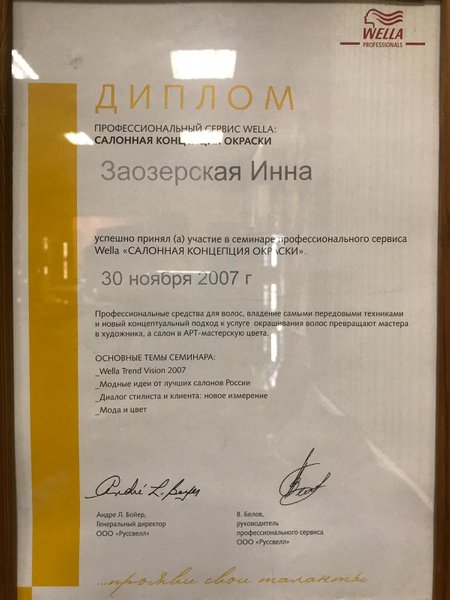 WELLA
PROFESSIONALS
ДИПЛОМ
ПРОФЕССИОНАЛЬНЫЙ СЕРВИС WELLA:
САЛОННАЯ КОНЦЕПЦИЯ ОКРАСКИ
Заозерская Инна
успешно принял (а) участие в семинаре профессионального сервиса
Wella «САЛОННАЯ КОНЦЕПЦИЯ ОКРАСКИ».
30 ноября 2007 г
Профессиональные средства для волос, владение самыми передовыми техниками
и новый концептуальный подход к услуге окрашивания волос превращают мастера
в художника, а салон в АРТ-мастерскую цвета.
ОСНОВНЫЕ ТЕМЫ СЕМИНАРА:
_Wella Trend Vision 2007
_Модные идеи от лучших салонов России
_Диалог стилиста и клиента: новое измерение
_Мода и цвет
André L. Boyer
Андре Л. Бойер,
Генеральный директор
ООО «Руссвелл»
В. Белов,
руководитель
профессионального сервиса
ООО «Руссвелл»
...прояви свои таланты